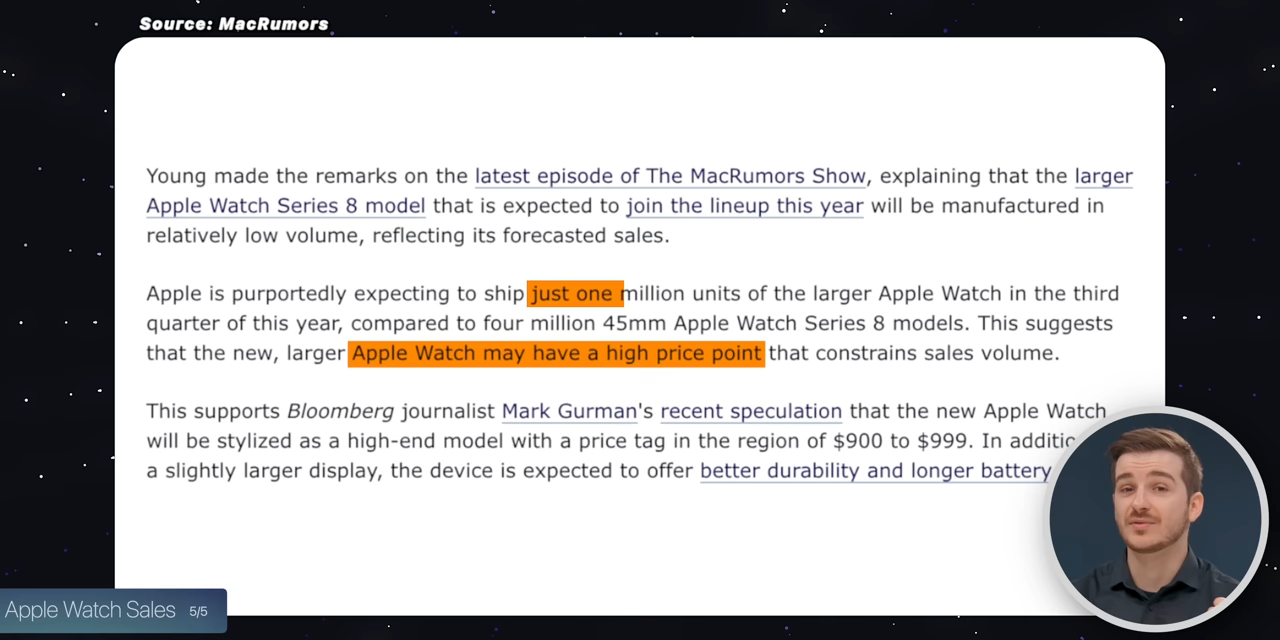 Source: MacRumors
Young made the remarks on the latest episode of The MacRumors Show, explaining that the larger
Apple Watch Series 8 model that is expected to join the lineup this year will be manufactured in
relatively low volume, reflecting its forecasted sales.
Apple is purportedly expecting to ship just one million units of the larger Apple Watch in the third
quarter of this year, compared to four million 45mm Apple Watch Series 8 models. This suggests
that the new, larger Apple Watch may have a high price point that constrains sales volume.
This supports Bloomberg journalist Mark Gurman's recent speculation that the new Apple Watch
will be stylized as a high-end model with a price tag in the region of $900 to $999. In
a slightly larger display, the device is expected to offer better durability and longer battery
Apple Watch Sales 5/5